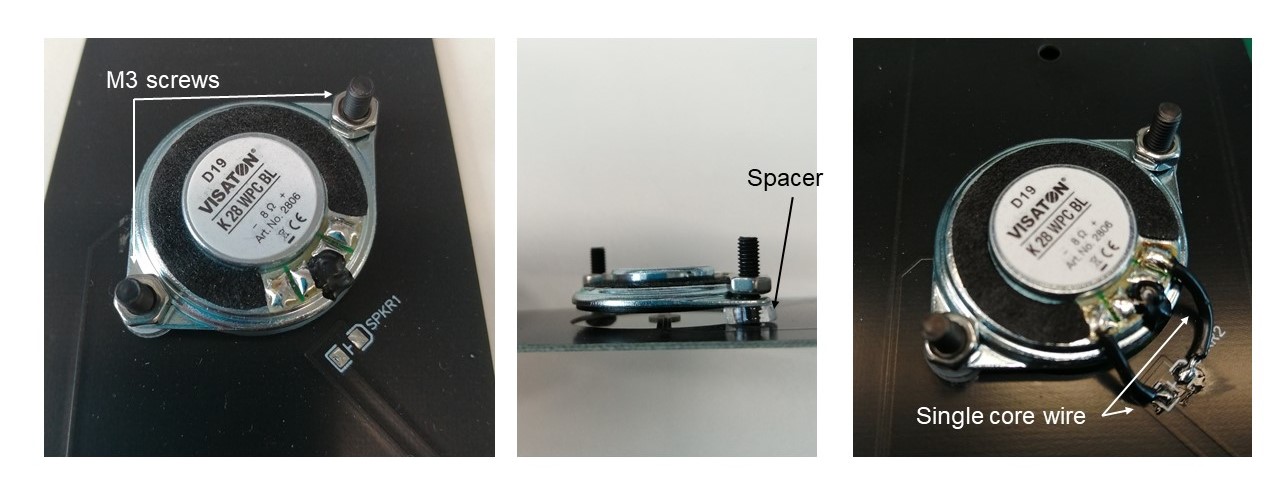 M3 screws
D19
VISATON®
K 28 WPC BL
- 8 Ω +
Art. No. 2806
CE
SPKR1
Spacer
D19
VISATON®
K 28 WPC BL
- 8 Ω +
Art. No. 2806
CE
Single core wire